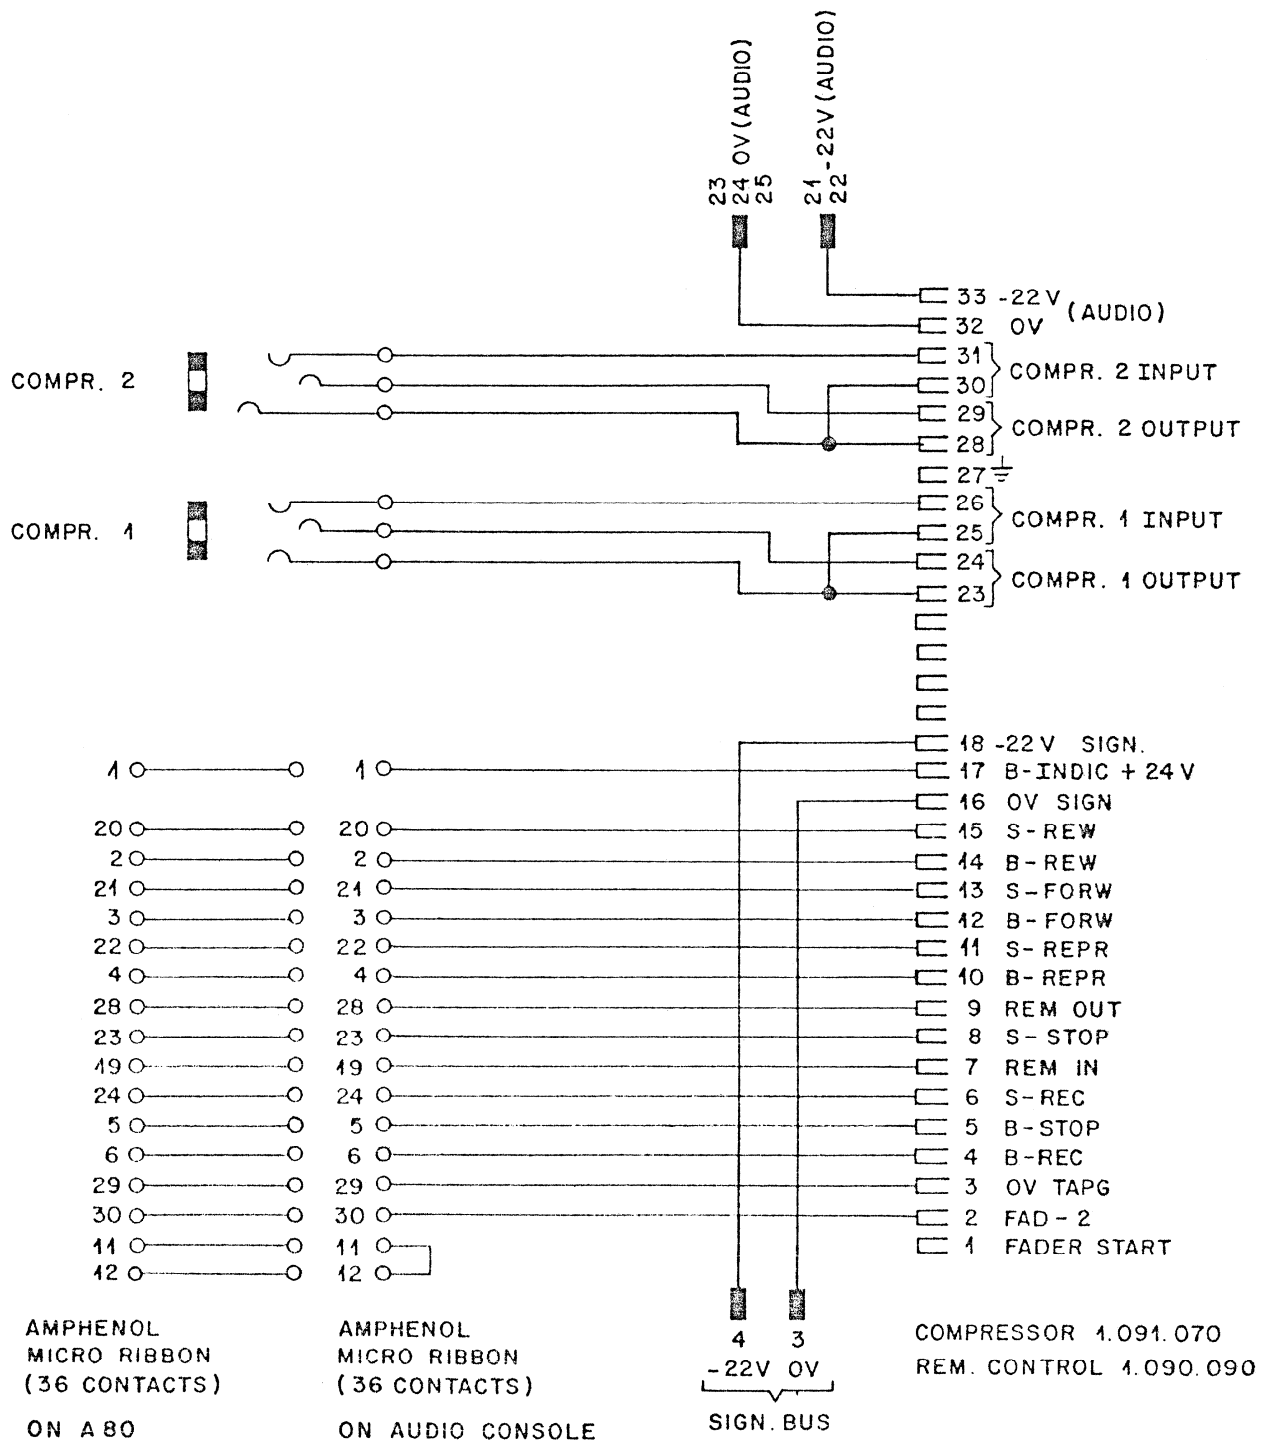 23
24 0V (AUDIO)
25
21 -22V (AUDIO)
22
33 -22V
(AUDIO)
32 0V
31
COMPR. 2 INPUT
30
COMPR. 2
29
COMPR. 2 OUTPUT
28
27
26
COMPR. 1 INPUT
25
COMPR. 1
24
COMPR. 1 OUTPUT
23
18 -22V SIGN.
1 1 17 B-INDIC + 24V
16 0V SIGN
20 20 15 S-REW
2 2 14 B-REW
21 21 13 S-FORW
3 3 12 B-FORW
22 22 11 S-REPR
4 4 10 B-REPR
28 28 9 REM OUT
23 23 8 S-STOP
19 19 7 REM IN
24 24 6 S-REC
5 5 5 B-STOP
6 6 4 B-REC
29 29 3 0V TAPG
30 30 2 FAD-2
11 11 1 FADER START
12 12
AMPHENOL
MICRO RIBBON
(36 CONTACTS)
ON A80
AMPHENOL
MICRO RIBBON
(36 CONTACTS)
ON AUDIO CONSOLE
4 3
-22V 0V
SIGN. BUS
COMPRESSOR 1.091.070
REM. CONTROL 1.090.090